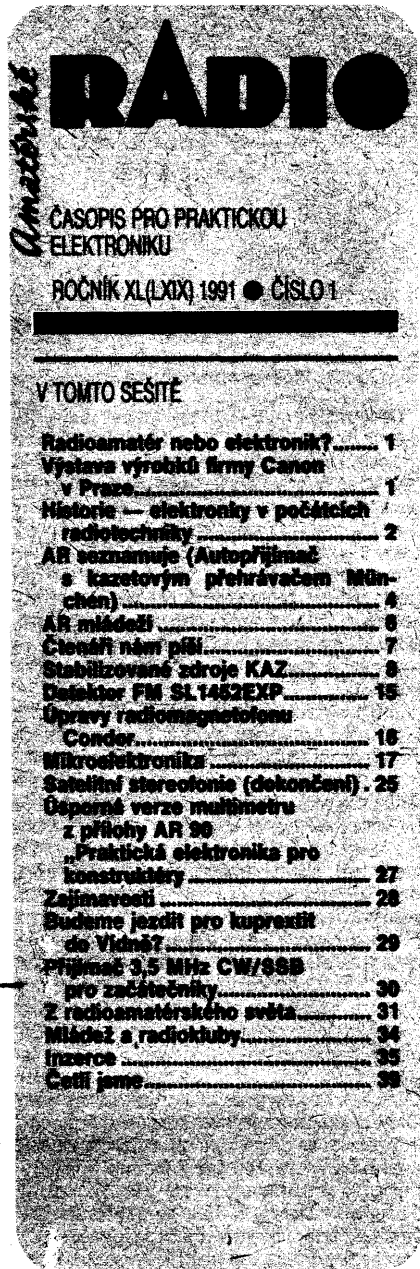 Amatérské
RADIO
ČASOPIS PRO PRAKTICKOU
ELEKTRONIKU
ROČNÍK XL(LXIX) 1991 ● ČÍSLO 1
V TOMTO SEŠITĚ
Radioamatér nebo elektronik?........ 1
Výstava výrobků firmy Canon
v Praze........ 1
Historie — elektronky v počátcích
radiotechniky........ 2
AR seznamuje (Autopřijímač
s kazetovým přehrávačem Mün-
chen)........ 4
AR mládeži........ 6
Čtenáři nám píší........ 7
Stabilizované zdroje KAZ........ 8
Detektor FM SL1452EXP........ 15
Úpravy radiomagnetofonu
Condor........ 16
Mikroelektronika........ 17
Satelitní stereofonie (dokončení) . 25
Úsporná verze multimetru
z přílohy AR 90
„Praktická elektronika pro
konstruktéry........ 27
Zajímavosti........ 28
Budeme jezdit pro kuprextit
do Vídně?........ 29
Přijímač 3,5 MHz CW/SSB
pro začátečníky........ 30
Z radioamatérského světa........ 31
Mládež a radiokluby........ 34
Inzerce........ 35
Četli jsme........ 39